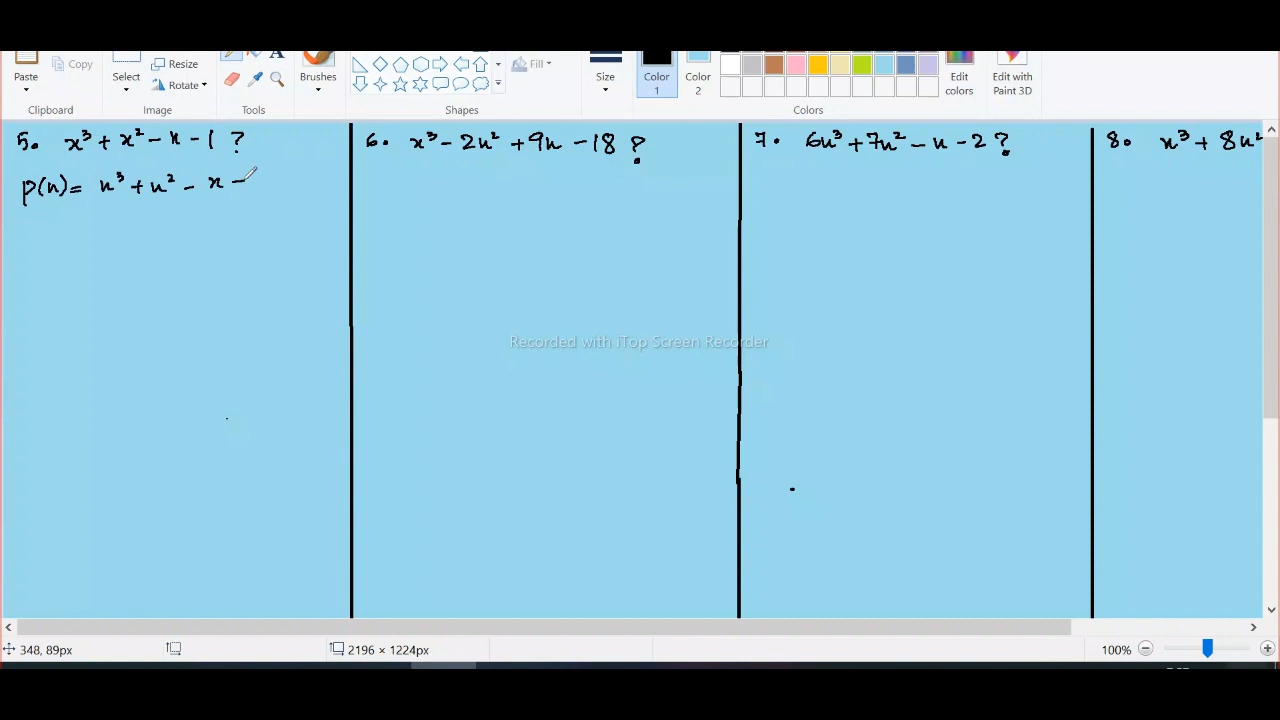 Paste
Copy
Select
Resize
Rotate
A
Brushes
Fill
Size
Color 1
Color 2
Edit colors
Edit with Paint 3D
Clipboard
Image
Tools
Shapes
Colors
5. x³ + x² - x - 1 ?
p(x) = x³ + x² - x -
6. x³ - 2x² + 9x - 18 ?
7. 6x³ + 7x² - x - 2 ?
8. x³ + 8x²
Recorded with iTop Screen Recorder
348, 89px
2196 × 1224px
100%